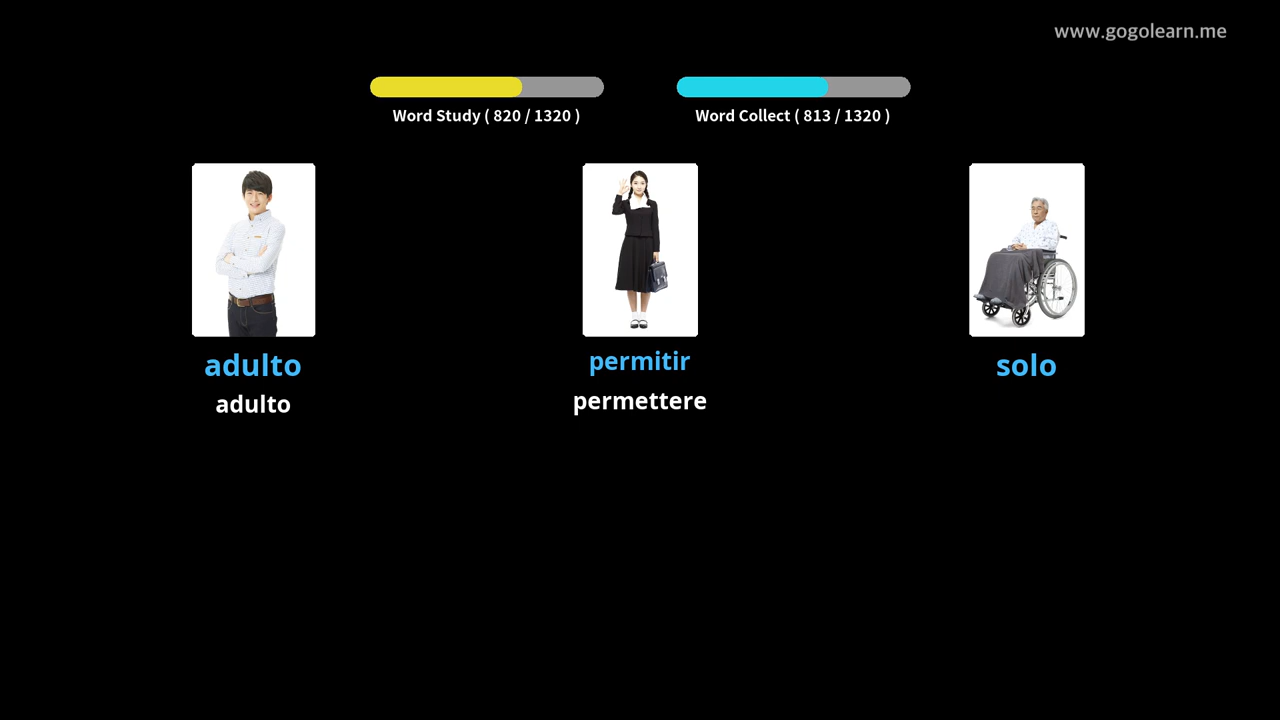 www.gogolearn.me
Word Study ( 820 / 1320 )
Word Collect ( 813 / 1320 )
adulto
adulto
permitir
permettere
solo